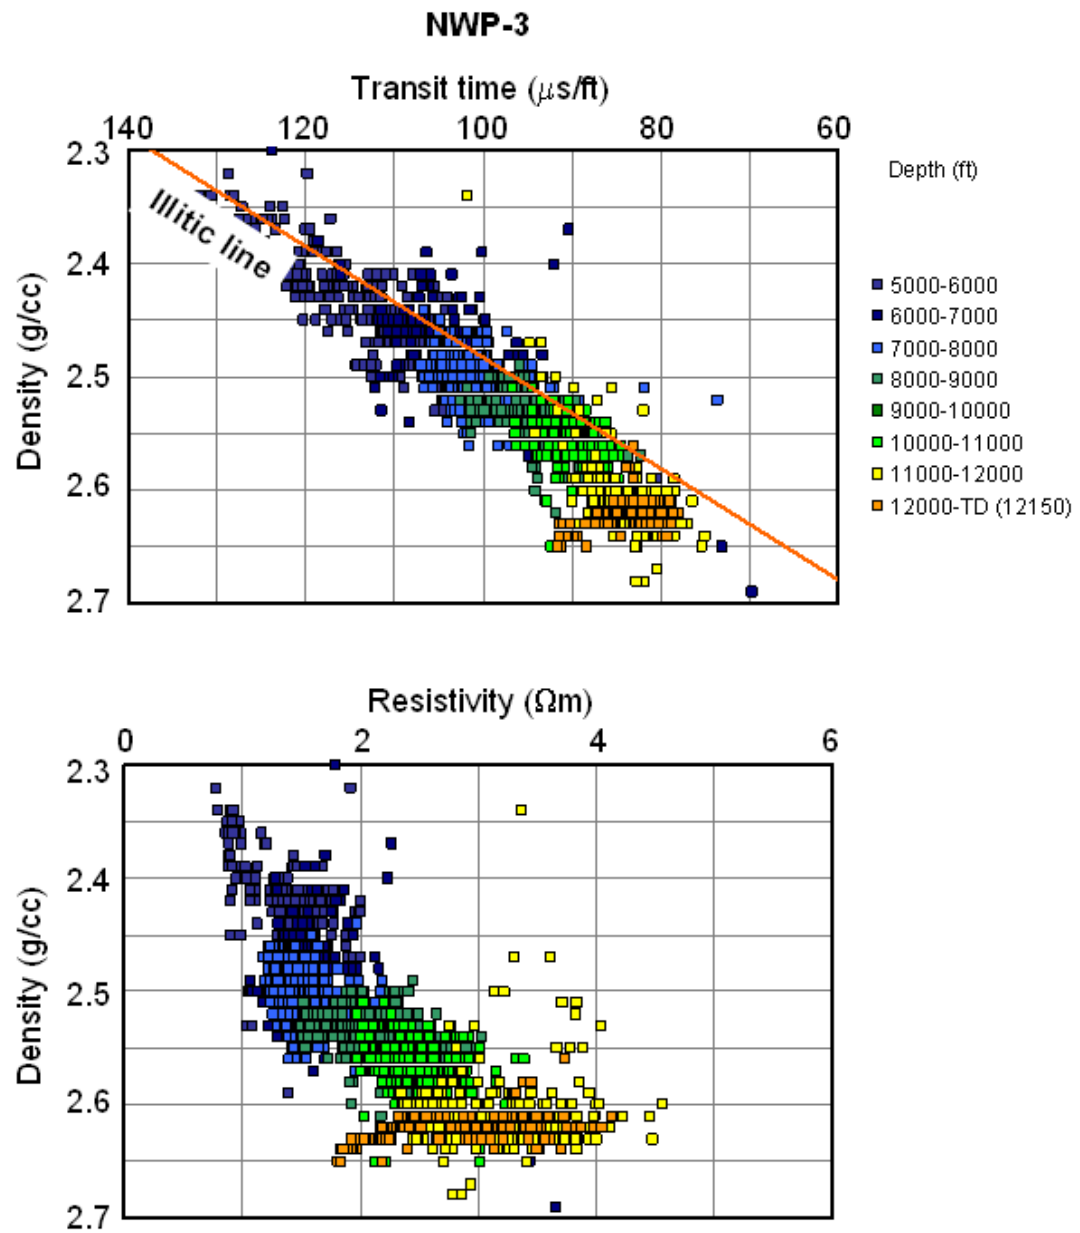 NWP-3
Transit time (μs/ft)
140 120 100 80 60
2.3
2.4
2.5
2.6
2.7
Density (g/cc)
Illitic line
Depth (ft)
5000-6000
6000-7000
7000-8000
8000-9000
9000-10000
10000-11000
11000-12000
12000-TD (12150)
Resistivity (Ωm)
0 2 4 6
2.3
2.4
2.5
2.6
2.7
Density (g/cc)